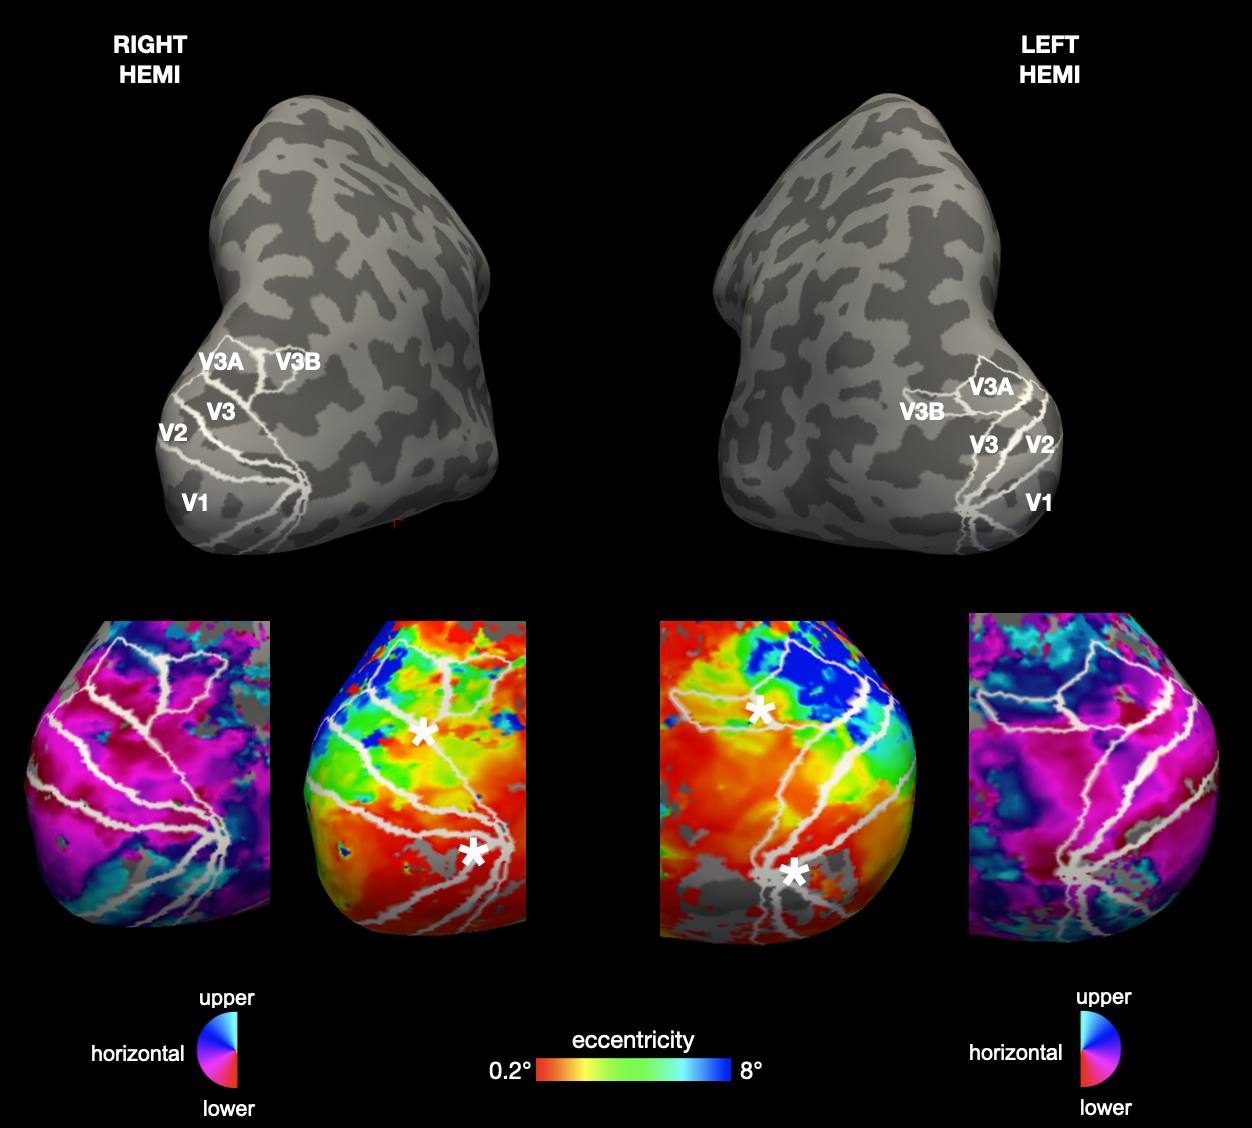 RIGHT
HEMI
LEFT
HEMI
V3A
V3B
V3
V2
V1
V3A
V3B
V3
V2
V1
*
*
*
*
upper
horizontal
lower
eccentricity
0.2°
8°
upper
horizontal
lower